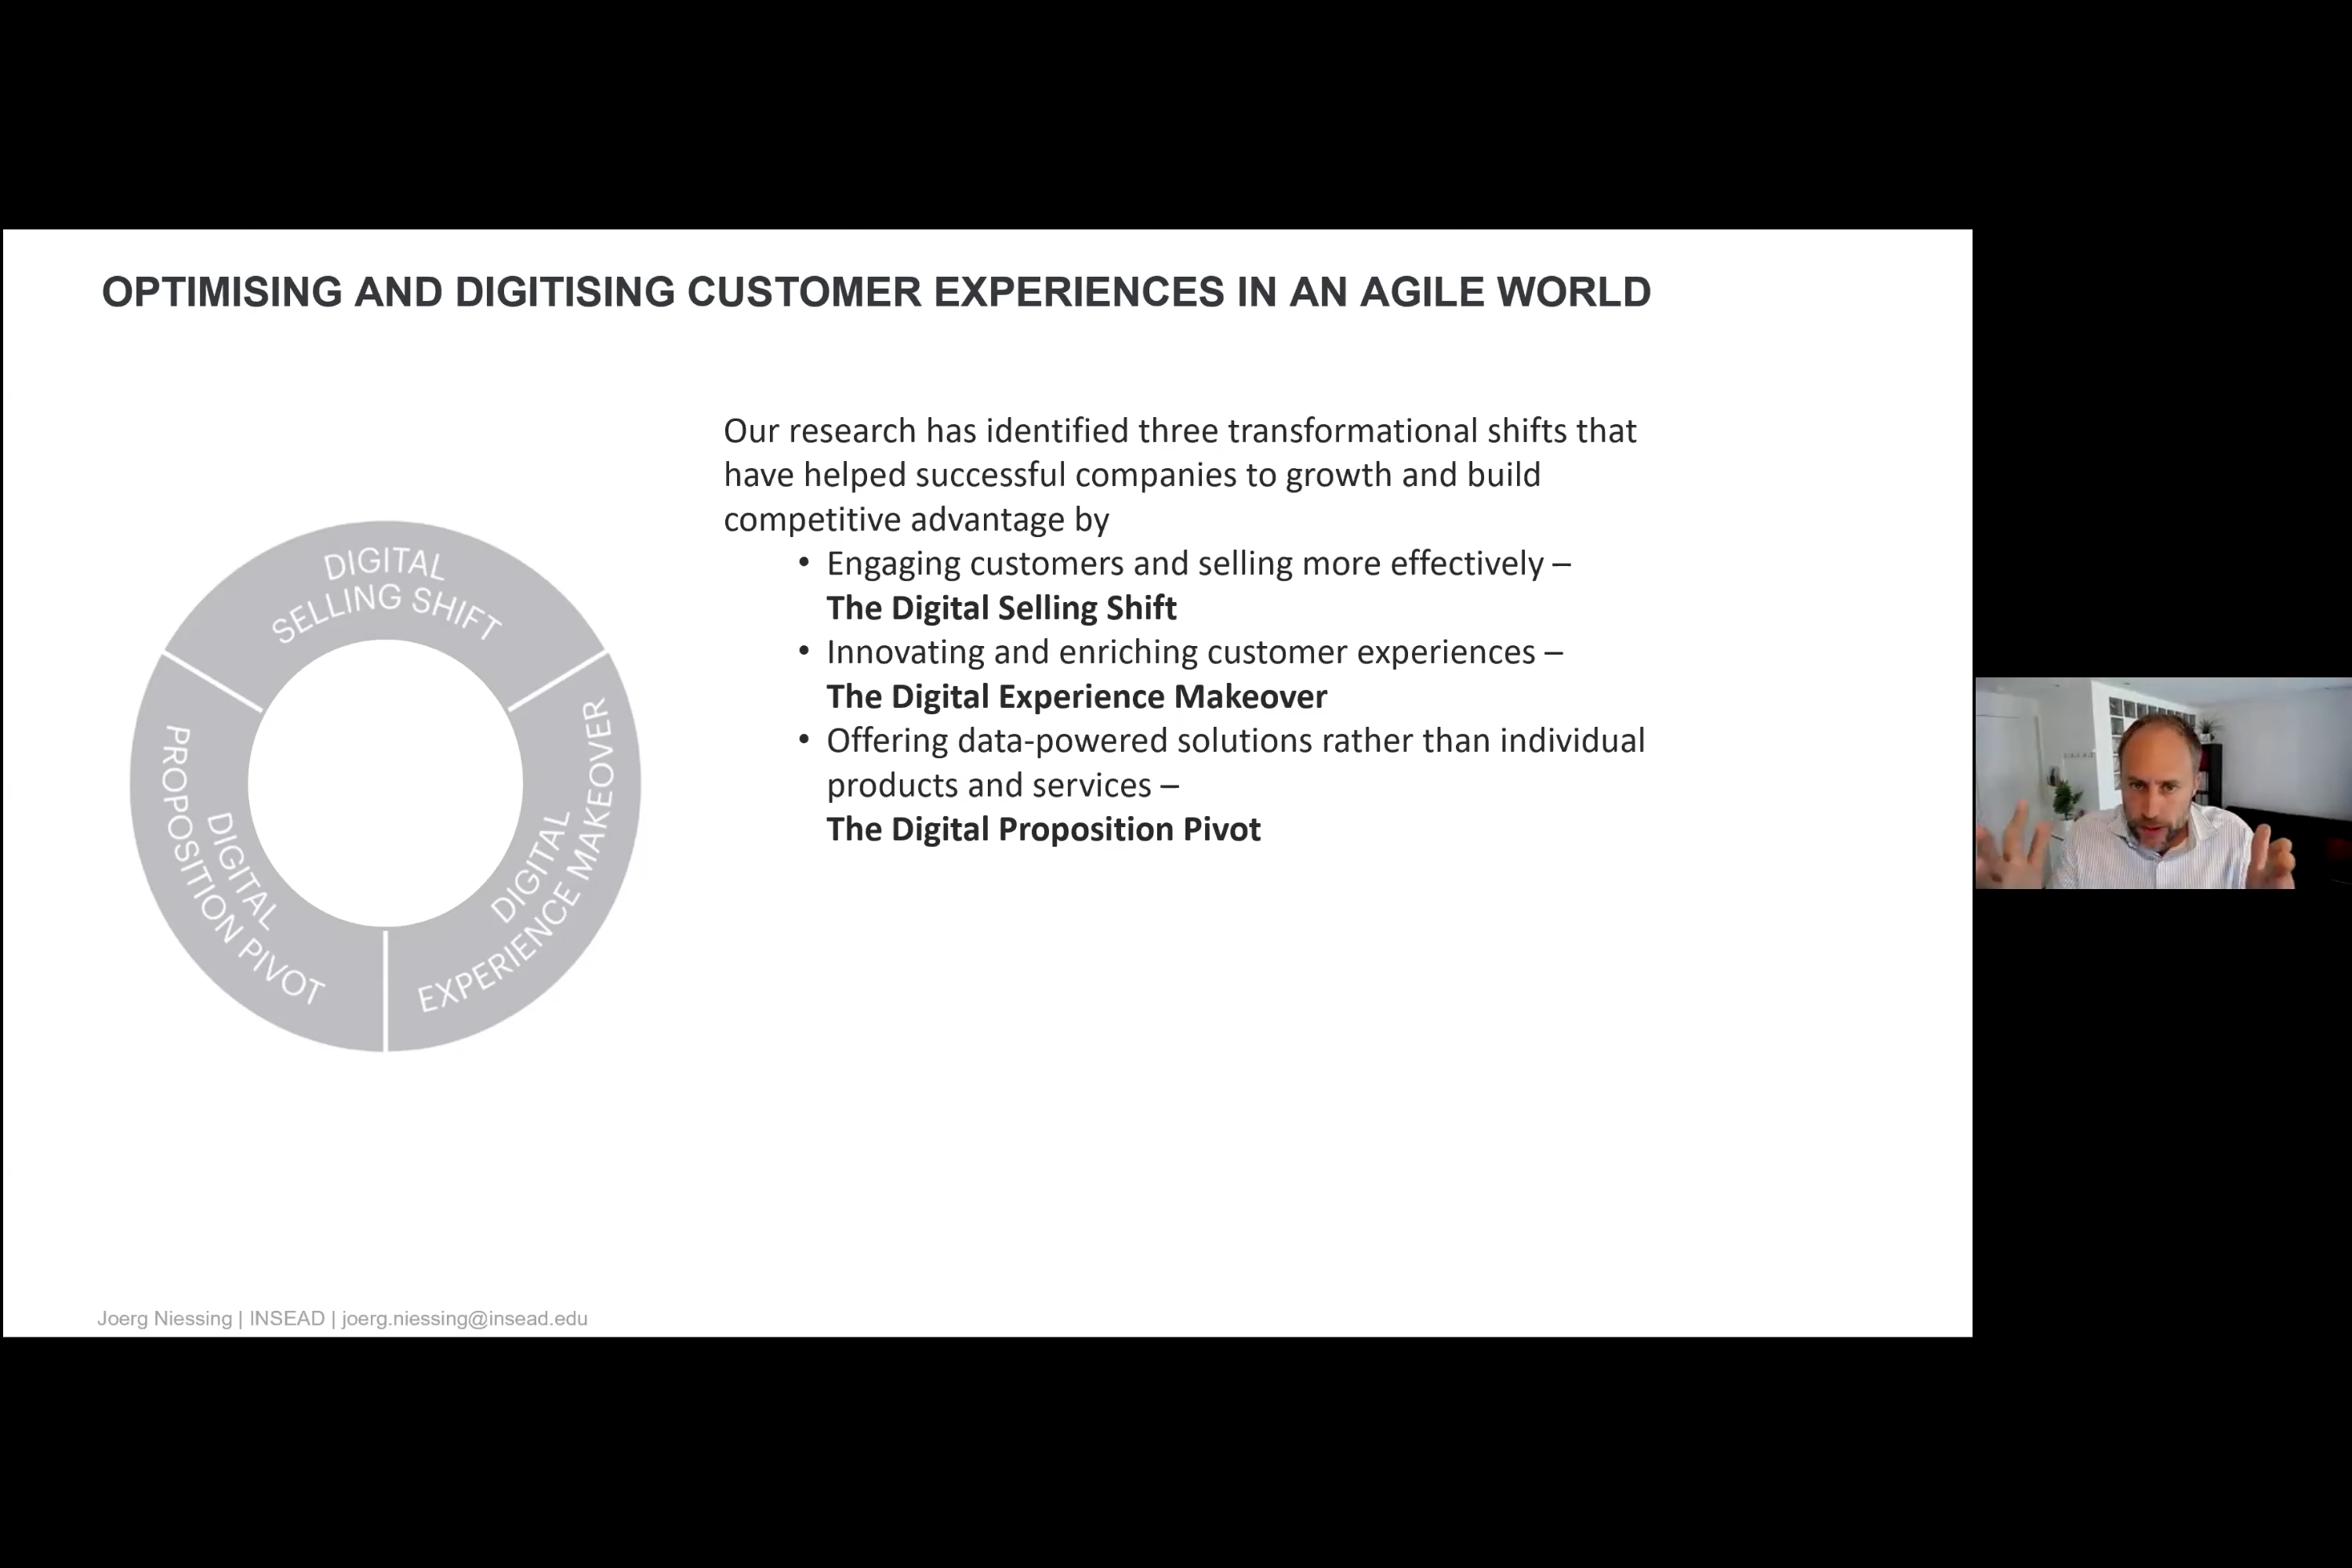 OPTIMISING AND DIGITISING CUSTOMER EXPERIENCES IN AN AGILE WORLD
DIGITAL
SELLING SHIFT
DIGITAL
EXPERIENCE MAKEOVER
DIGITAL
PROPOSITION PIVOT
Our research has identified three transformational shifts that
have helped successful companies to growth and build
competitive advantage by
• Engaging customers and selling more effectively –
The Digital Selling Shift
• Innovating and enriching customer experiences –
The Digital Experience Makeover
• Offering data-powered solutions rather than individual
products and services –
The Digital Proposition Pivot
Joerg Niessing | INSEAD | joerg.niessing@insead.edu